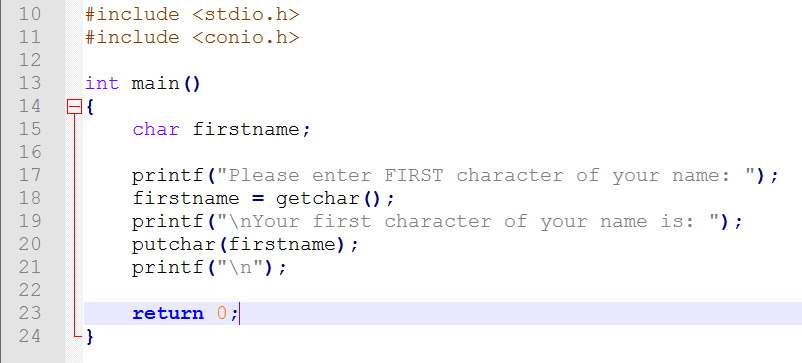 10 #include <stdio.h>
11 #include <conio.h>
12
13 int main()
14 {
15 char firstname;
16
17 printf("Please enter FIRST character of your name: ");
18 firstname = getchar();
19 printf("\nYour first character of your name is: ");
20 putchar(firstname);
21 printf("\n");
22
23 return 0;
24 }